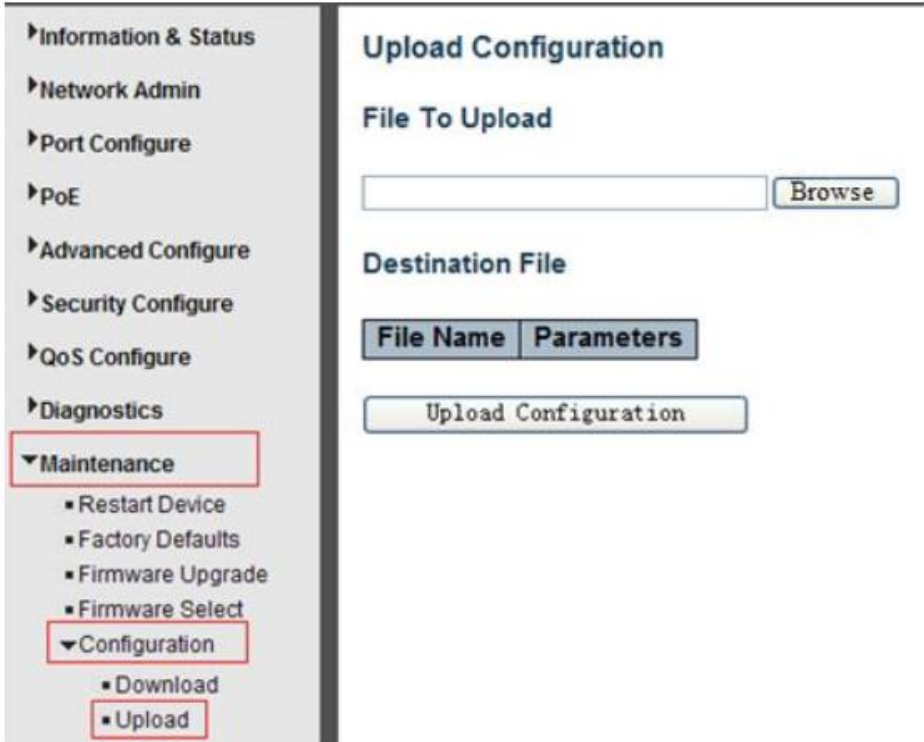 Information & Status
Network Admin
Port Configure
PoE
Advanced Configure
Security Configure
QoS Configure
Diagnostics
Maintenance
Restart Device
Factory Defaults
Firmware Upgrade
Firmware Select
Configuration
Download
Upload
Upload Configuration
File To Upload
Browse
Destination File
File Name Parameters
Upload Configuration